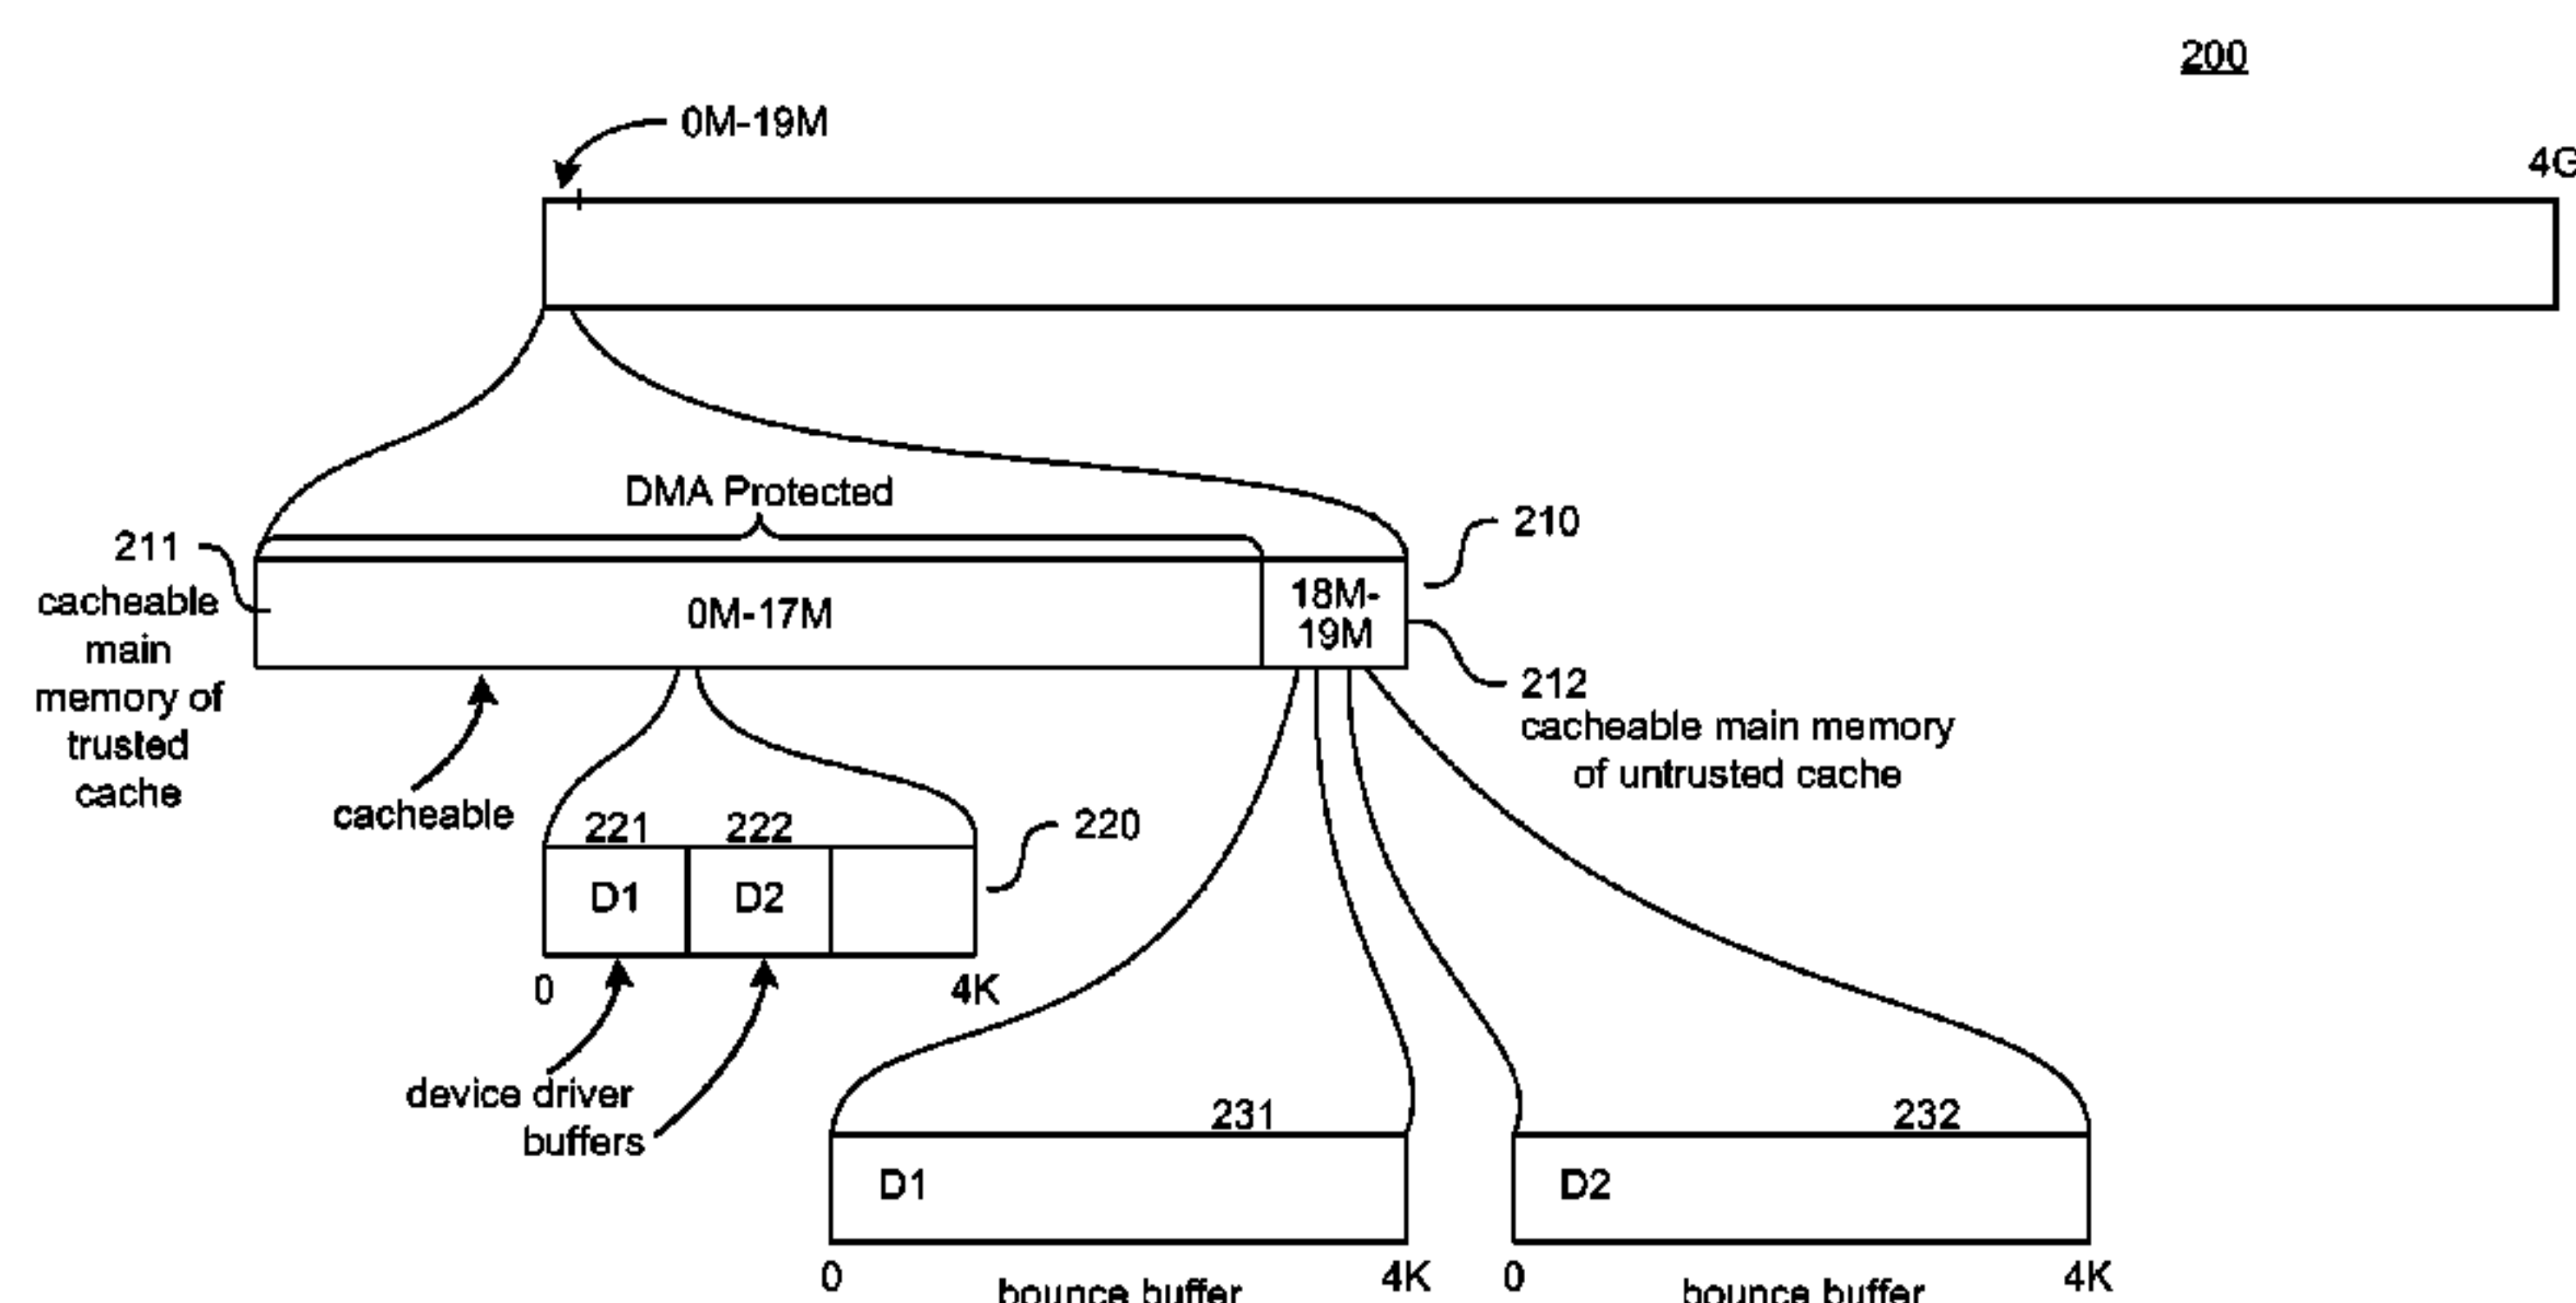 200
0M-19M
4G
DMA Protected
210
211
cacheable
main
memory of
trusted
cache
0M-17M
18M-
19M
212
cacheable main memory
of untrusted cache
cacheable
221
222
220
D1
D2
0
4K
device driver
buffers
231
232
D1
D2
0
4K
0
4K
bounce buffer
bounce buffer